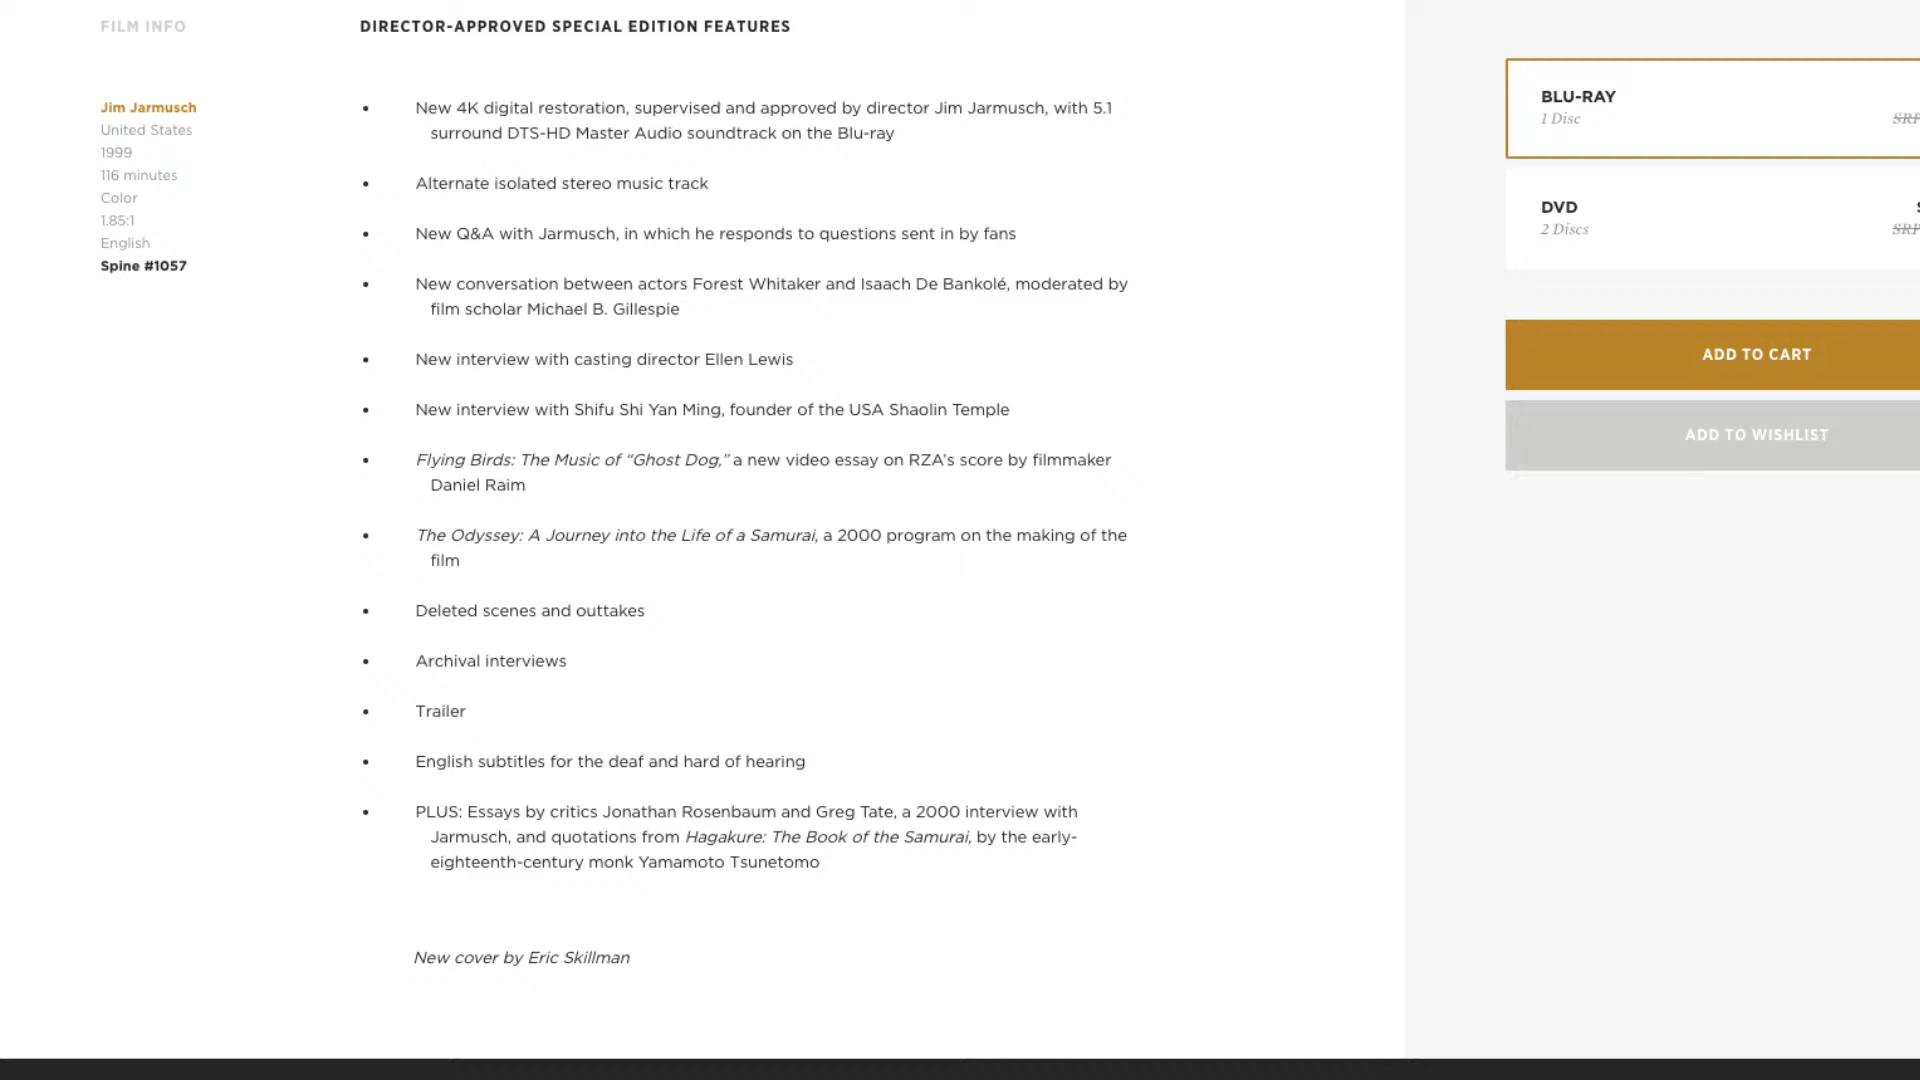 FILM INFO
Jim Jarmusch
United States
1999
116 minutes
Color
1.85:1
English
Spine #1057
DIRECTOR-APPROVED SPECIAL EDITION FEATURES
• New 4K digital restoration, supervised and approved by director Jim Jarmusch, with 5.1
surround DTS-HD Master Audio soundtrack on the Blu-ray
• Alternate isolated stereo music track
• New Q&A with Jarmusch, in which he responds to questions sent in by fans
• New conversation between actors Forest Whitaker and Isaach De Bankolé, moderated by
film scholar Michael B. Gillespie
• New interview with casting director Ellen Lewis
• New interview with Shifu Shi Yan Ming, founder of the USA Shaolin Temple
• Flying Birds: The Music of “Ghost Dog,” a new video essay on RZA’s score by filmmaker
Daniel Raim
• The Odyssey: A Journey into the Life of a Samurai, a 2000 program on the making of the
film
• Deleted scenes and outtakes
• Archival interviews
• Trailer
• English subtitles for the deaf and hard of hearing
• PLUS: Essays by critics Jonathan Rosenbaum and Greg Tate, a 2000 interview with
Jarmusch, and quotations from Hagakure: The Book of the Samurai, by the early-
eighteenth-century monk Yamamoto Tsunetomo
New cover by Eric Skillman
BLU-RAY
1 Disc
SRP
DVD
2 Discs
SRP
ADD TO CART
ADD TO WISHLIST